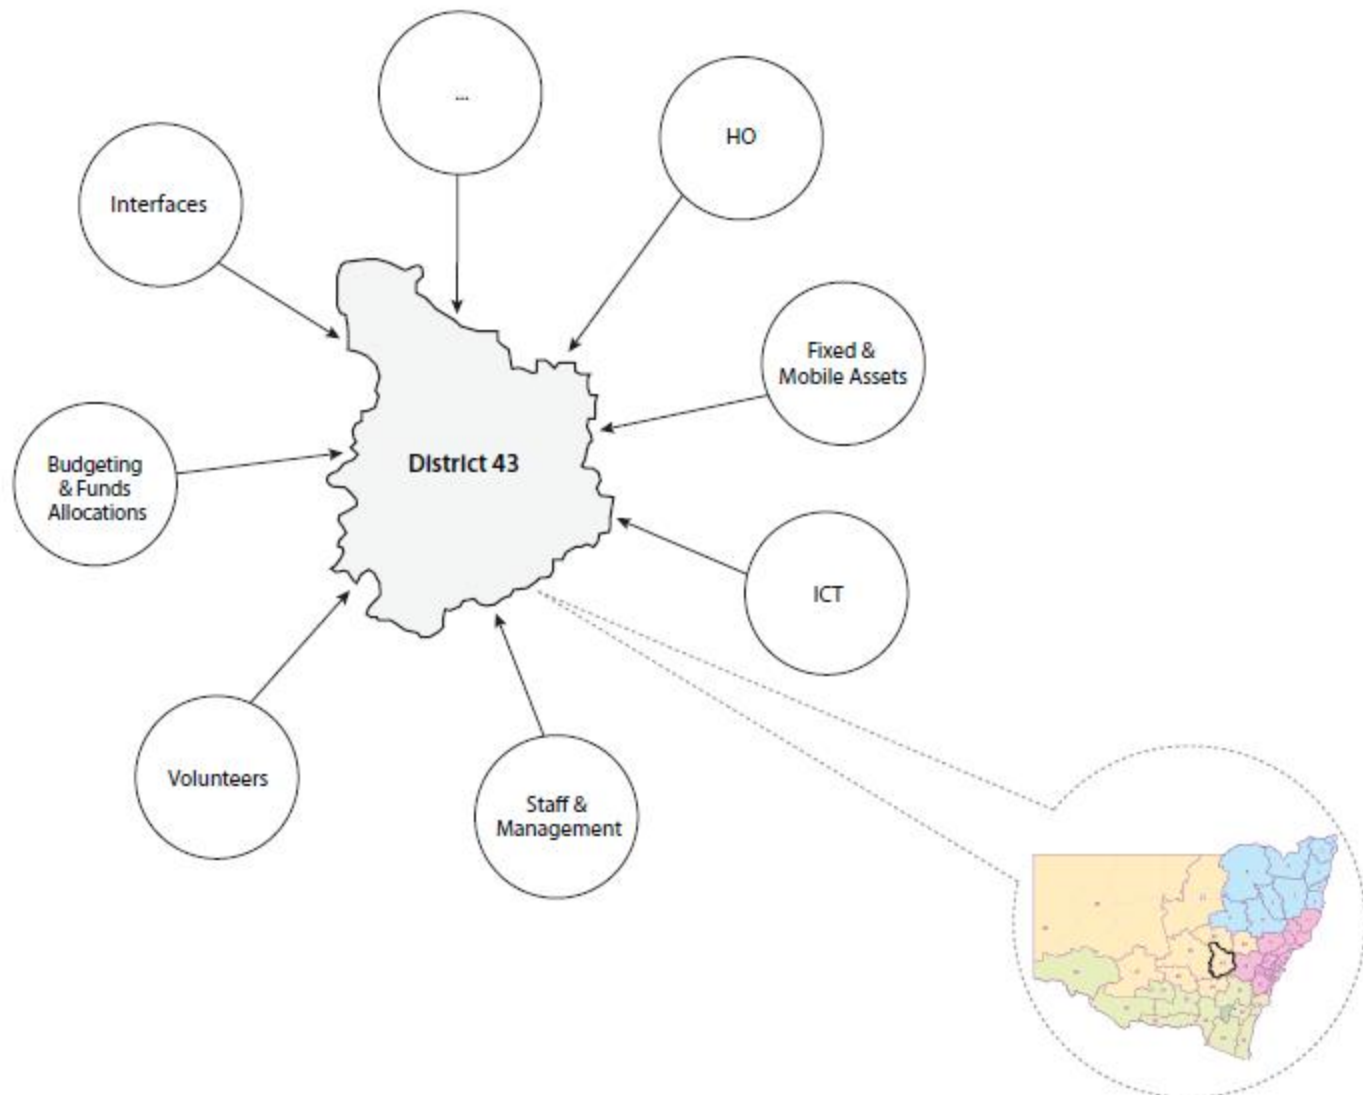 ...
HO
Interfaces
Fixed &
Mobile Assets
District 43
Budgeting
& Funds
Allocations
ICT
Volunteers
Staff &
Management